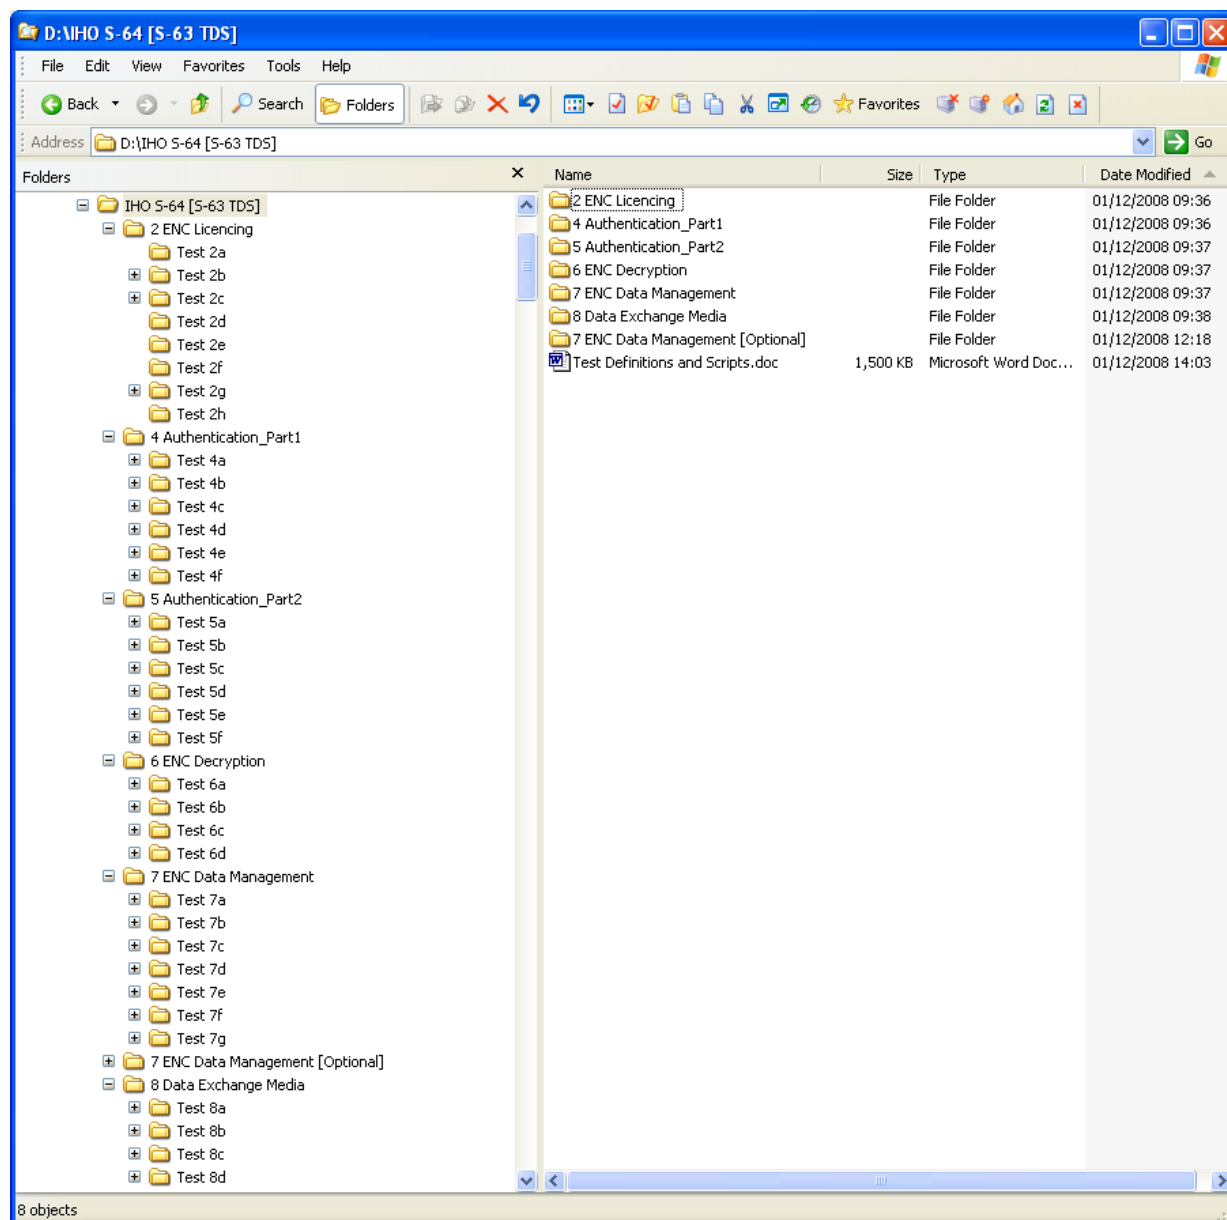 D:\IHO S-64 [S-63 TDS]
File Edit View Favorites Tools Help
Back Search Folders Favorites
Address D:\IHO S-64 [S-63 TDS] Go
Folders
IHO S-64 [S-63 TDS]
2 ENC Licencing
Test 2a
Test 2b
Test 2c
Test 2d
Test 2e
Test 2f
Test 2g
Test 2h
4 Authentication_Part1
Test 4a
Test 4b
Test 4c
Test 4d
Test 4e
Test 4f
5 Authentication_Part2
Test 5a
Test 5b
Test 5c
Test 5d
Test 5e
Test 5f
6 ENC Decryption
Test 6a
Test 6b
Test 6c
Test 6d
7 ENC Data Management
Test 7a
Test 7b
Test 7c
Test 7d
Test 7e
Test 7f
Test 7g
7 ENC Data Management [Optional]
8 Data Exchange Media
Test 8a
Test 8b
Test 8c
Test 8d
Name Size Type Date Modified
2 ENC Licencing File Folder 01/12/2008 09:36
4 Authentication_Part1 File Folder 01/12/2008 09:36
5 Authentication_Part2 File Folder 01/12/2008 09:37
6 ENC Decryption File Folder 01/12/2008 09:37
7 ENC Data Management File Folder 01/12/2008 09:37
8 Data Exchange Media File Folder 01/12/2008 09:38
7 ENC Data Management [Optional] File Folder 01/12/2008 12:18
Test Definitions and Scripts.doc 1,500 KB Microsoft Word Doc... 01/12/2008 14:03
8 objects